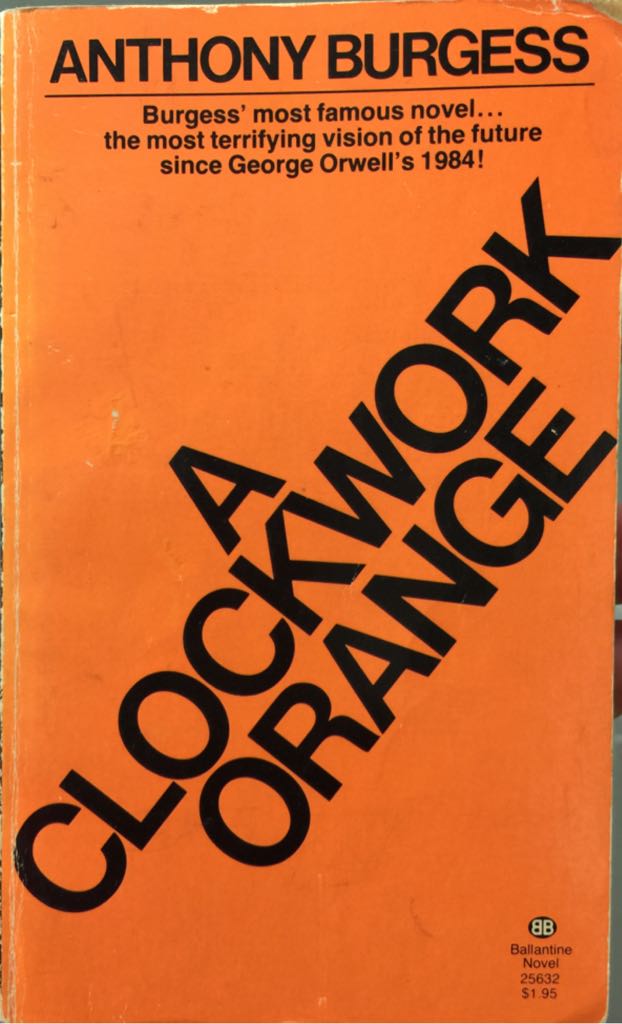 ANTHONY BURGESS
Burgess' most famous novel...
the most terrifying vision of the future
since George Orwell's 1984!
A
CLOCKWORK
ORANGE
BB
Ballantine
Novel
25632
$1.95